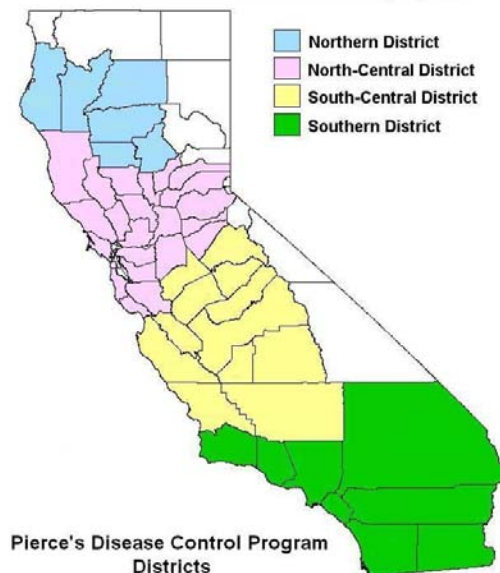 Northern District
North-Central District
South-Central District
Southern District
Pierce's Disease Control Program
Districts